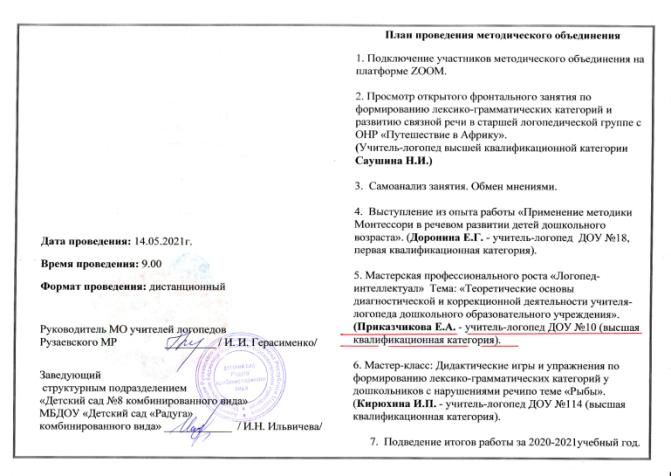 План проведения методического объединения
1. Подключение участников методического объединения на
платформе ZOOM.
2. Просмотр открытого фронтального занятия по
формированию лексико-грамматических категорий и
развитию связной речи в старшей логопедической группе с
ОНР «Путешествие в Африку».
(Учитель-логопед высшей квалификационной категории
Саушина Н.И.)
3. Самоанализ занятия. Обмен мнениями.
4. Выступление из опыта работы «Применение методики
Монтессори в речевом развитии детей дошкольного
возраста». (Доронина Е.Г. - учитель-логопед ДОУ №18,
первая квалификационная категория).
5. Мастерская профессионального роста «Логопед-
интеллектуал» Тема: «Теоретические основы
диагностической и коррекционной деятельности учителя-
логопеда дошкольного образовательного учреждения».
(Приказчикова Е.А. - учитель-логопед ДОУ №10 (высшая
квалификационная категория).
6. Мастер-класс: Дидактические игры и упражнения по
формированию лексико-грамматических категорий у
дошкольников с нарушениями речипо теме «Рыбы».
(Кирюхина И.П. - учитель-логопед ДОУ №114 (высшая
квалификационная категория).
7. Подведение итогов работы за 2020-2021учебный год.
Дата проведения: 14.05.2021г.
Время проведения: 9.00
Формат проведения: дистанционный
Руководитель МО учителей логопедов
Рузаевского МР / И. И. Герасименко/
Заведующий
структурным подразделением
«Детский сад №8 комбинированного вида»
МБДОУ «Детский сад «Радуга»
комбинированного вида» / И.Н. Ильвичева/